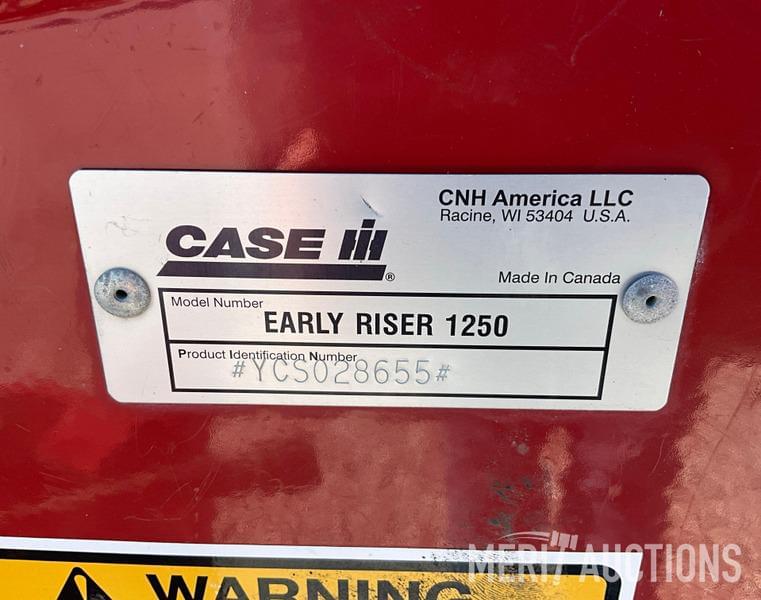 CNH America LLC
Racine, WI 53404 U.S.A.
CASE IH
®
Made In Canada
Model Number
EARLY RISER 1250
Product Identification Number
#YCS028655#
WARNING
MERIT AUCTIONS